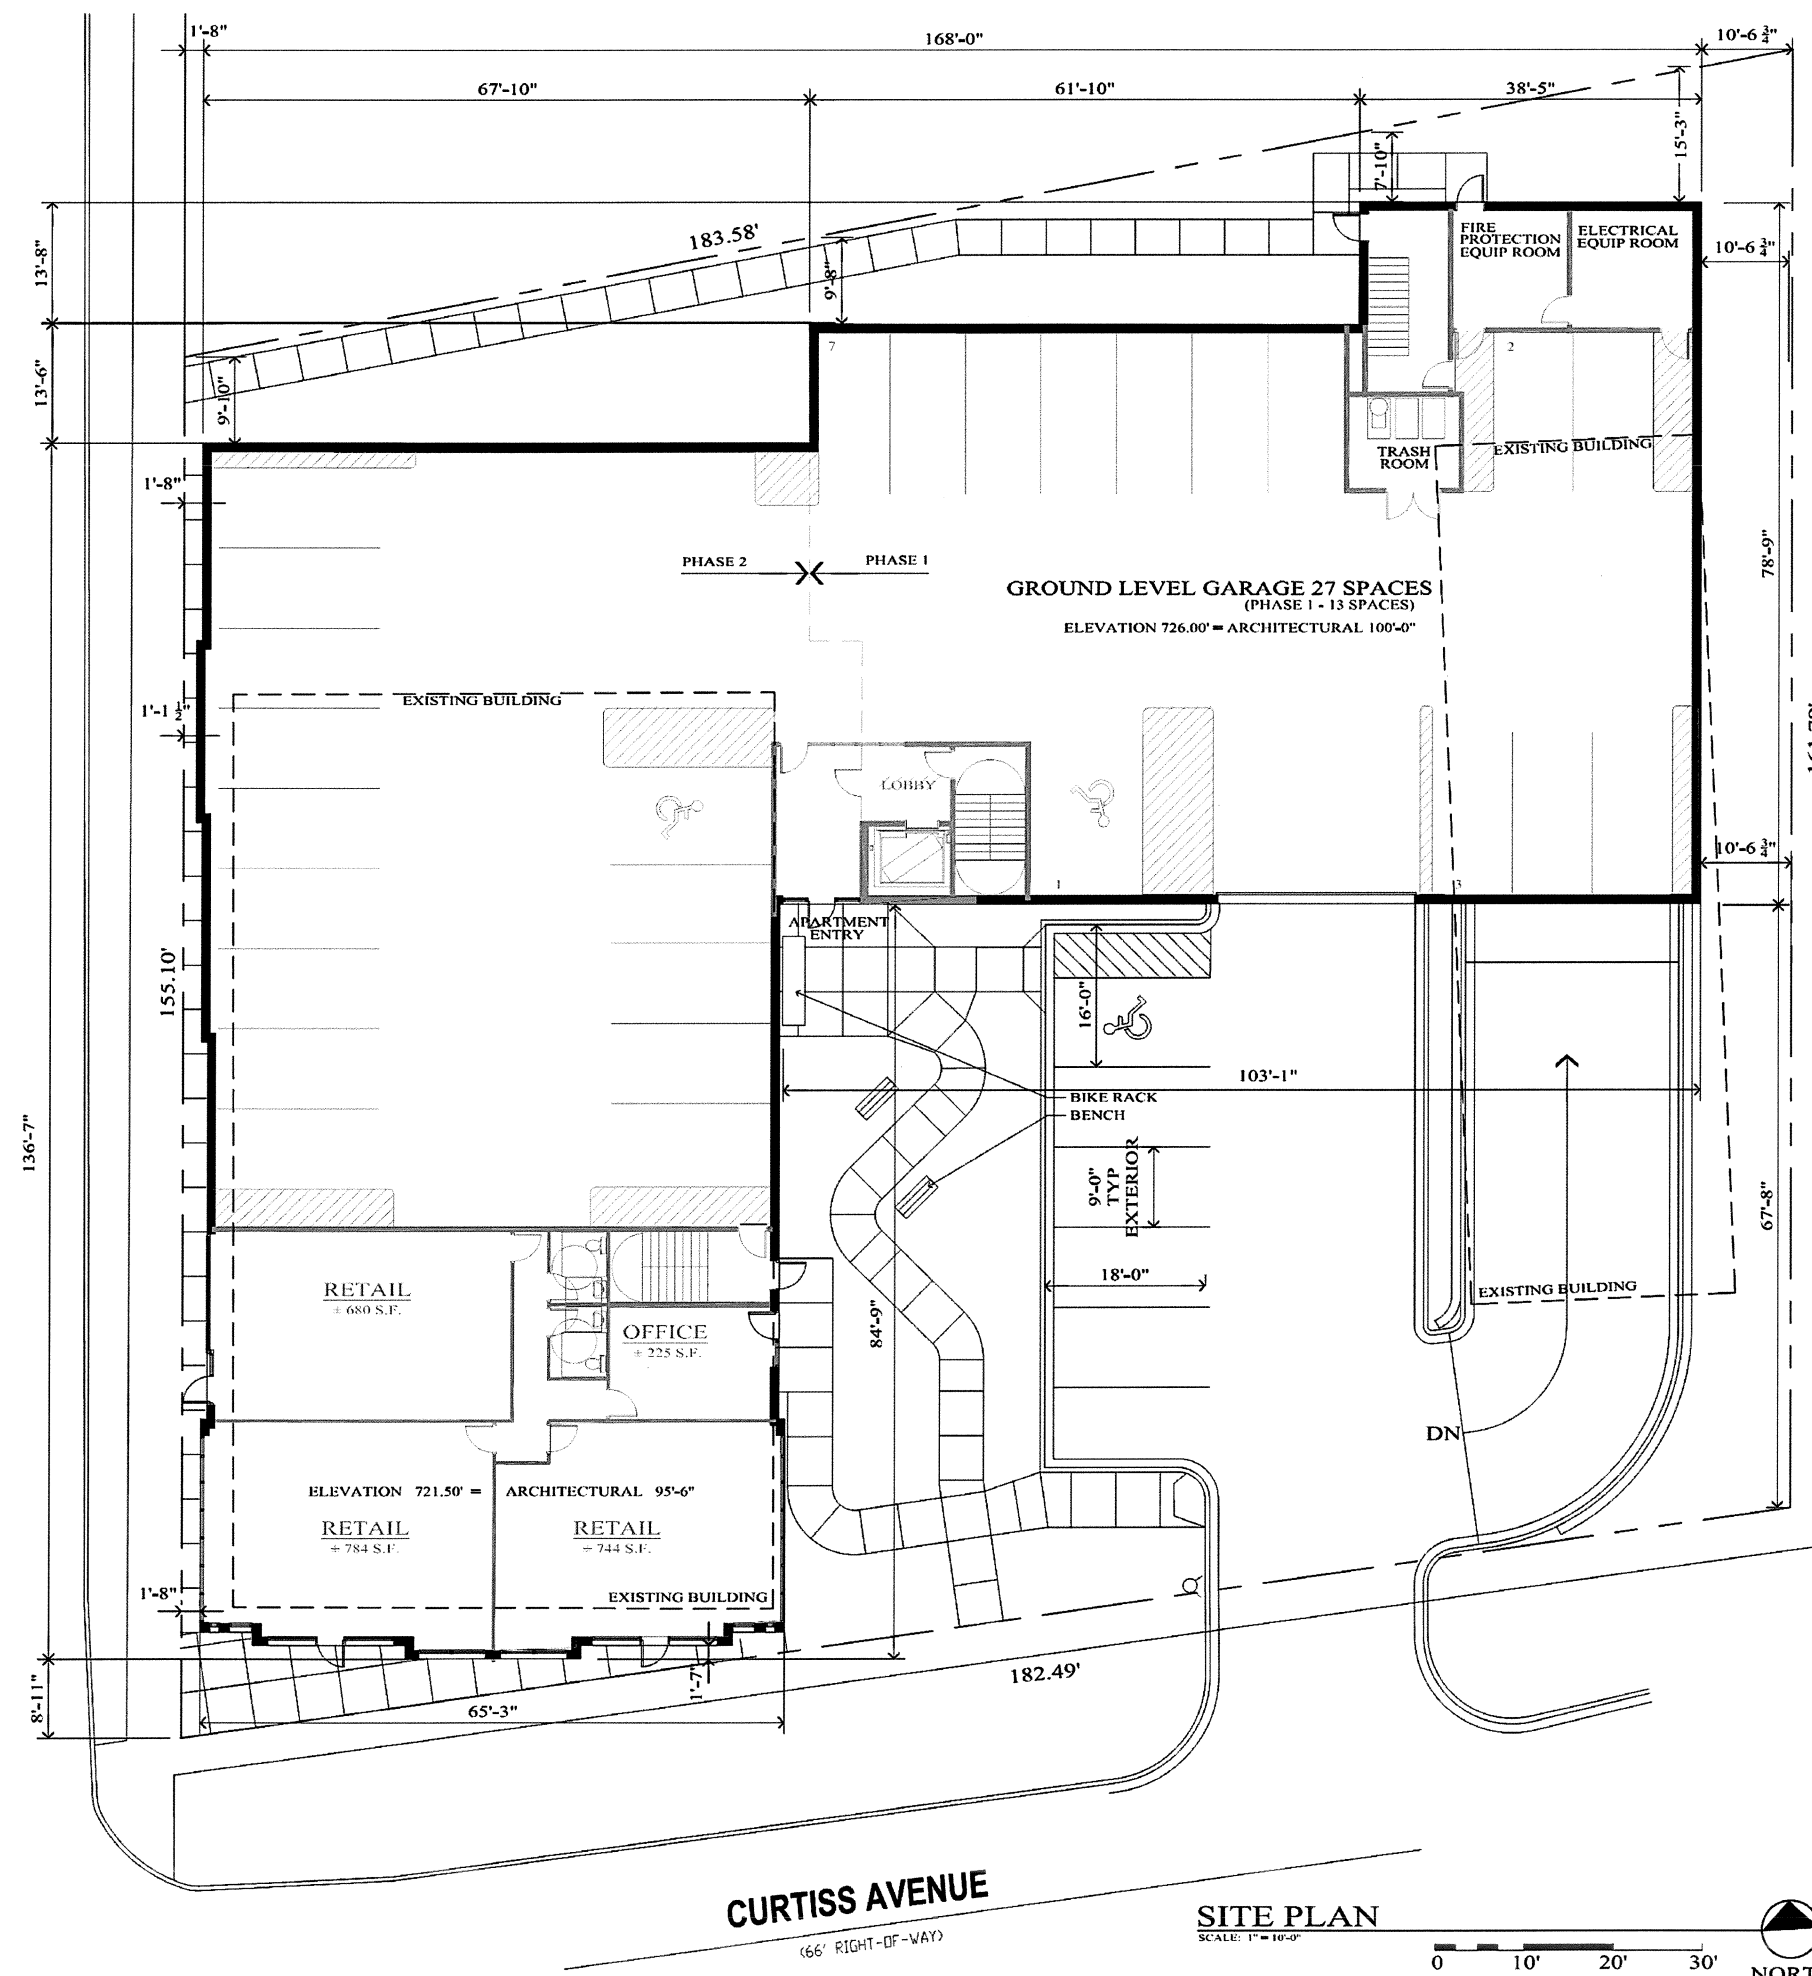 1'-8"
168'-0"
10'-6 3/4"
67'-10"
61'-10"
38'-5"
15'-3"
7'-10"
13'-8"
183.58'
9'-8"
FIRE
PROTECTION
EQUIP ROOM
ELECTRICAL
EQUIP ROOM
10'-6 3/4"
13'-6"
9'-10"
7
2
TRASH
ROOM
EXISTING BUILDING
1'-8"
PHASE 2
PHASE 1
78'-9"
GROUND LEVEL GARAGE 27 SPACES
(PHASE 1 - 13 SPACES)
ELEVATION 726.00' = ARCHITECTURAL 100'-0"
EXISTING BUILDING
1'-1 1/2"
LOBBY
10'-6 3/4"
1
3
APARTMENT
ENTRY
155.10'
16'-0"
103'-1"
BIKE RACK
BENCH
136'-7"
9'-0"
TYP
EXTERIOR
67'-8"
18'-0"
RETAIL
± 680 S.F.
OFFICE
± 225 S.F.
84'-9"
EXISTING BUILDING
DN
ELEVATION 721.50' = ARCHITECTURAL 95'-6"
RETAIL
± 784 S.F.
RETAIL
± 744 S.F.
1'-8"
EXISTING BUILDING
182.49'
1'-7"
8'-11"
65'-3"
CURTISS AVENUE
(66' RIGHT-OF-WAY)
SITE PLAN
SCALE: 1" = 10'-0"
0 10' 20' 30'